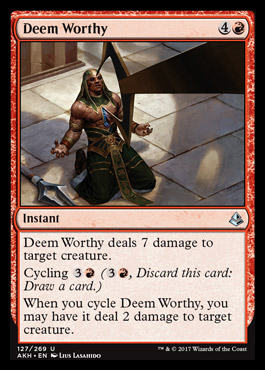 Deem Worthy 4
Instant
Deem Worthy deals 7 damage to
target creature.
Cycling 3 (3, Discard this card:
Draw a card.)
When you cycle Deem Worthy, you
may have it deal 2 damage to target
creature.
127/269 U
AKH • EN LIUS LASAHIDO
™ & © 2017 Wizards of the Coast